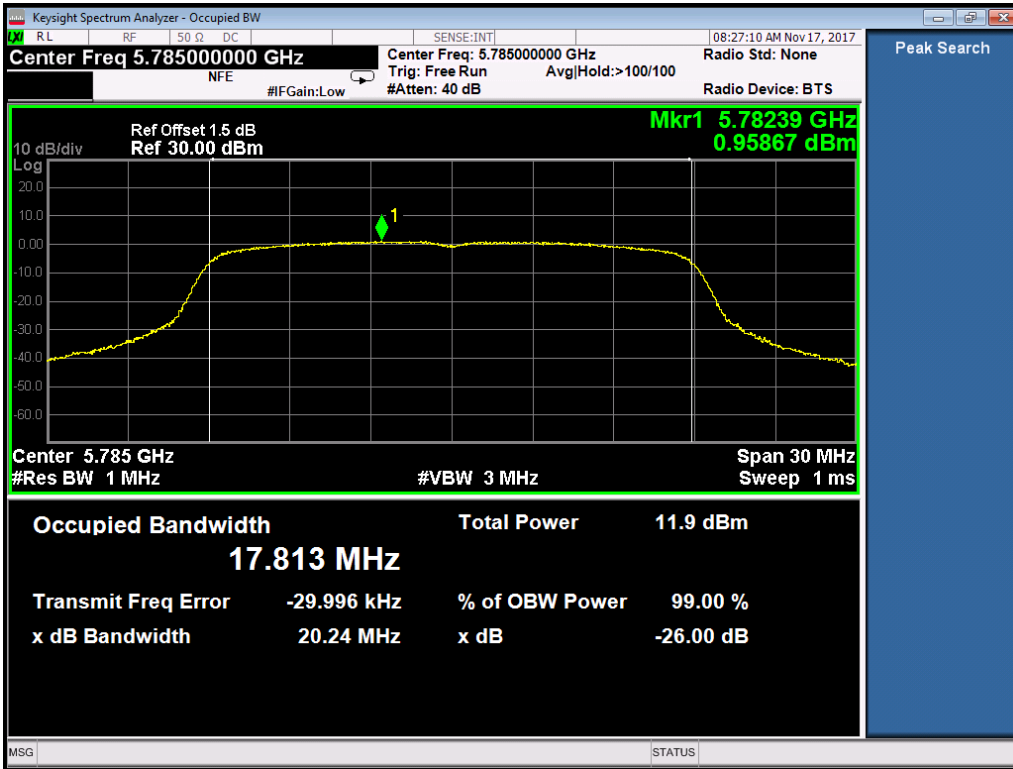 Keysight Spectrum Analyzer - Occupied BW
LXI RL RF 50 Ω DC SENSE:INT 08:27:10 AM Nov 17, 2017
Center Freq 5.785000000 GHz Center Freq: 5.785000000 GHz Radio Std: None
NFE Trig: Free Run Avg|Hold:>100/100
#IFGain:Low #Atten: 40 dB Radio Device: BTS
Peak Search
Mkr1 5.78239 GHz
0.95867 dBm
Ref Offset 1.5 dB
10 dB/div Ref 30.00 dBm
Log
20.0
10.0
1
0.00
-10.0
-20.0
-30.0
-40.0
-50.0
-60.0
Center 5.785 GHz Span 30 MHz
#Res BW 1 MHz #VBW 3 MHz Sweep 1 ms
Occupied Bandwidth Total Power 11.9 dBm
17.813 MHz
Transmit Freq Error -29.996 kHz % of OBW Power 99.00 %
x dB Bandwidth 20.24 MHz x dB -26.00 dB
MSG STATUS